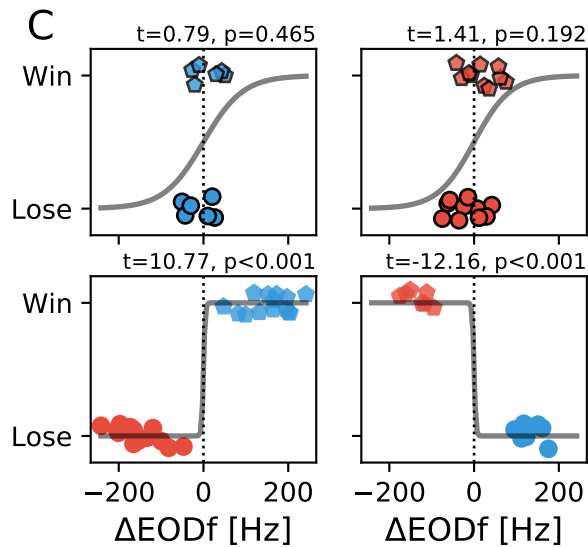 C
t=0.79, p=0.465
t=1.41, p=0.192
Win
Lose
t=10.77, p<0.001
t=-12.16, p<0.001
Win
Lose
−200 0 200
−200 0 200
ΔEODf [Hz]
ΔEODf [Hz]